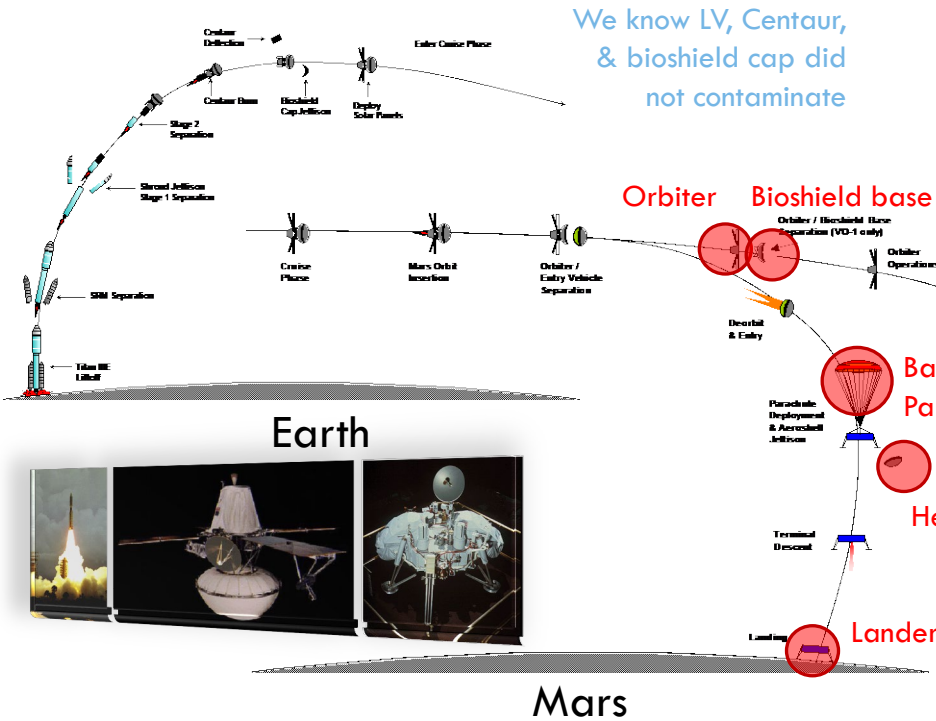 We know LV, Centaur,
& bioshield cap did
not contaminate
Centaur
Deflection
Enter Cruise Phase
Centaur Burn
Bioshield
Cap Jettison
Deploy
Solar Panels
Stage 2
Separation
Shroud Jettison
Stage 1 Separation
SRM Separation
Titan IIIE
Liftoff
Earth
Orbiter
Bioshield base
Orbiter / Bioshield Base
Separation (VO-1 only)
Orbiter
Operations
Cruise
Phase
Mars Orbit
Insertion
Orbiter /
Entry Vehicle
Separation
Deorbit
& Entry
Ba
Pa
Parachute
Deployment
& Aeroshell
Jettison
He
Terminal
Descent
Landing
Lander
Mars